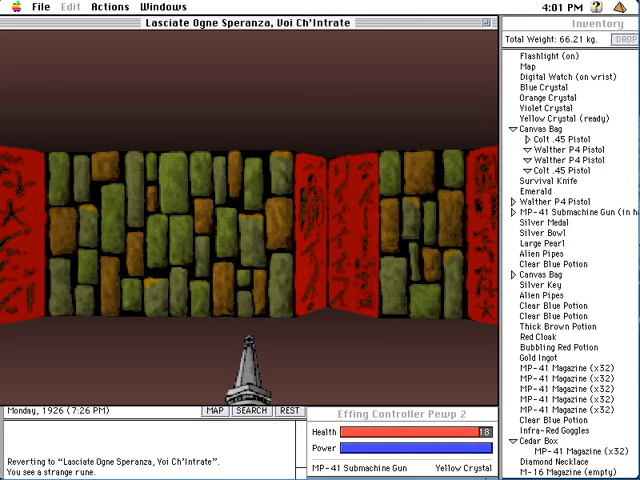 File Edit Actions Windows 4:01 PM
Lasciate Ogne Speranza, Voi Ch'Intrate
Inventory
Total Weight: 66.21 kg. DROP
Flashlight (on)
Map
Digital Watch (on wrist)
Blue Crystal
Orange Crystal
Violet Crystal
Yellow Crystal (ready)
Canvas Bag
Colt .45 Pistol
Walther P4 Pistol
Walther P4 Pistol
Colt .45 Pistol
Survival Knife
Emerald
Walther P4 Pistol
MP-41 Submachine Gun (in h
Silver Medal
Silver Bowl
Large Pearl
Alien Pipes
Clear Blue Potion
Canvas Bag
Silver Key
Alien Pipes
Clear Blue Potion
Clear Blue Potion
Thick Brown Potion
Red Cloak
Bubbling Red Potion
Gold Ingot
MP-41 Magazine (x32)
MP-41 Magazine (x32)
MP-41 Magazine (x32)
MP-41 Magazine (x32)
MP-41 Magazine (x32)
Clear Blue Potion
Infra-Red Goggles
Cedar Box
MP-41 Magazine (x32)
Diamond Necklace
M-16 Magazine (empty)
Monday, 1926 (7:26 PM) MAP SEARCH REST
Reverting to "Lasciate Ogne Speranza, Voi Ch'Intrate".
You see a strange rune.
Effing Controller Pewp 2
Health 18
Power
MP-41 Submachine Gun Yellow Crystal